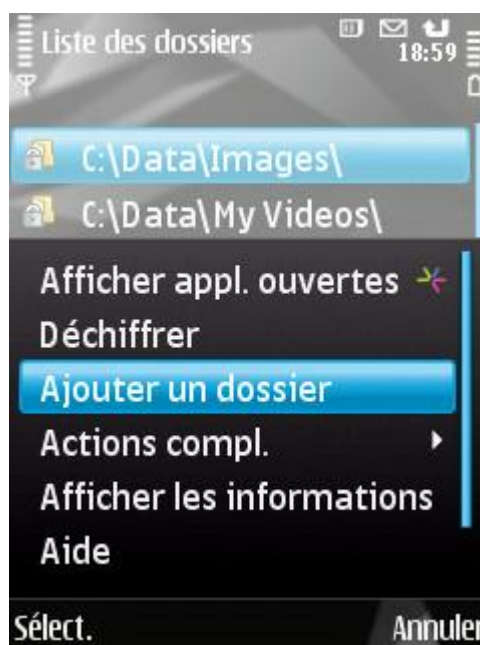 Liste des dossiers
18:59
C:\Data\Images\
C:\Data\My Videos\
Afficher appl. ouvertes
Déchiffrer
Ajouter un dossier
Actions compl.
Afficher les informations
Aide
Sélect. Annuler